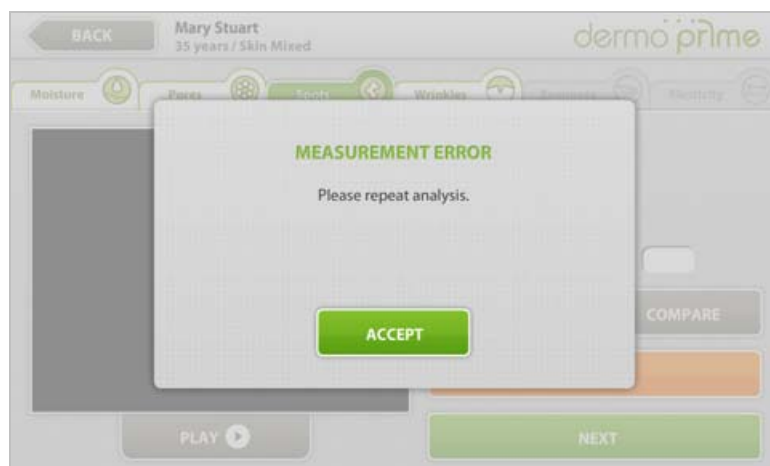 BACK
Mary Stuart
35 years / Skin Mixed
dermo prime
Moisture
Pores
Spots
Wrinkles
Elasticity
MEASUREMENT ERROR
Please repeat analysis.
ACCEPT
COMPARE
PLAY
NEXT